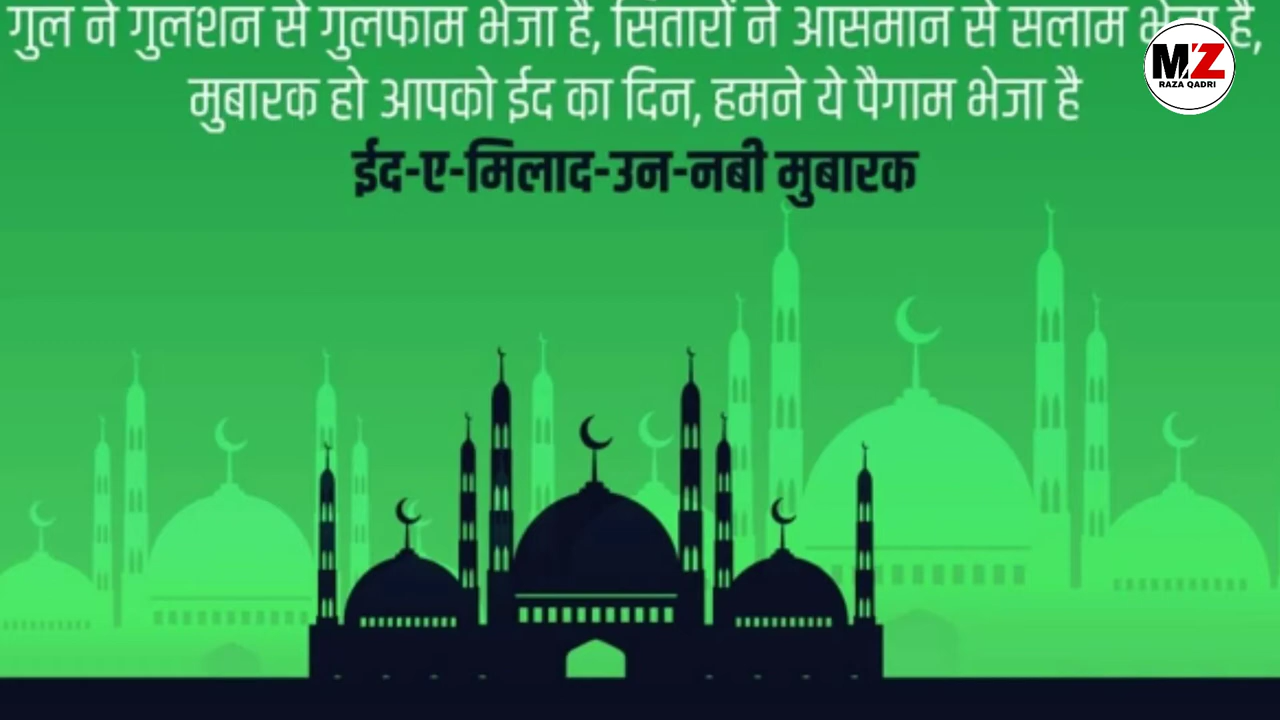 गुल ने गुलशन से गुलफाम भेजा है, सितारों ने आसमान से सलाम भेजा है,
मुबारक हो आपको ईद का दिन, हमने ये पैगाम भेजा है
ईद-ए-मिलाद-उन-नबी मुबारक
MZ
RAZA QADRI